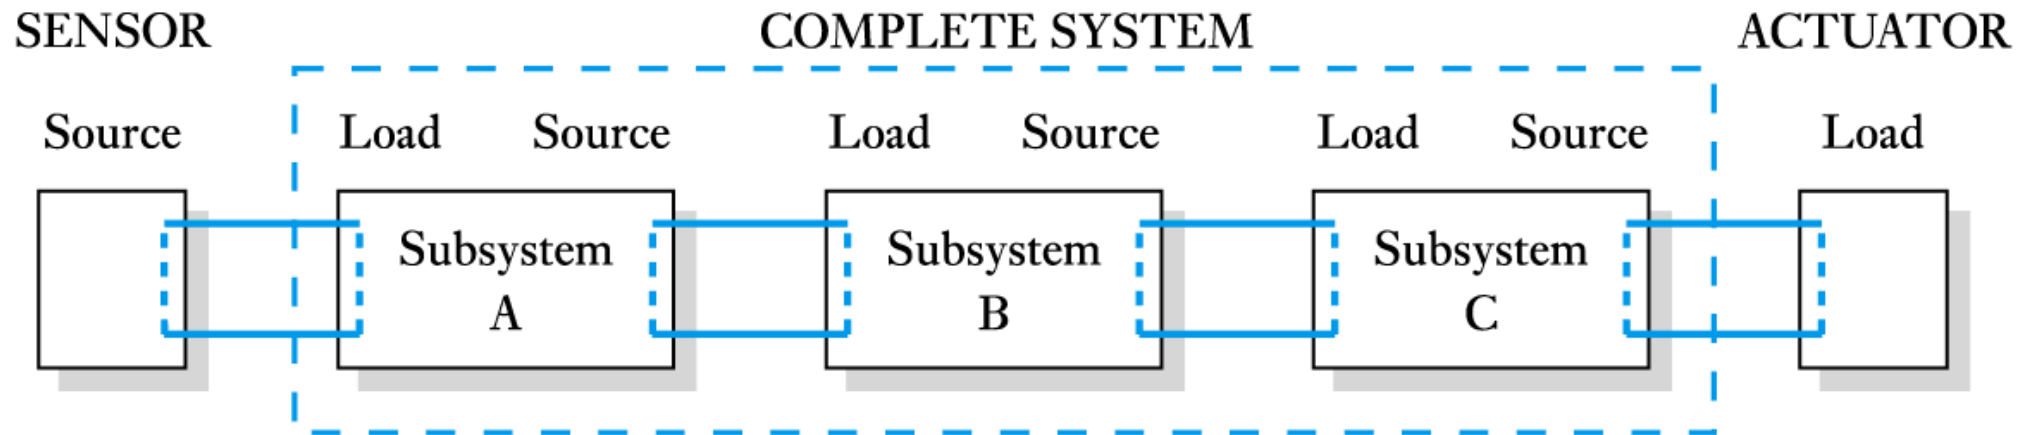 SENSOR COMPLETE SYSTEM ACTUATOR
Source Load Source Load Source Load Source Load
Subsystem Subsystem Subsystem
A B C